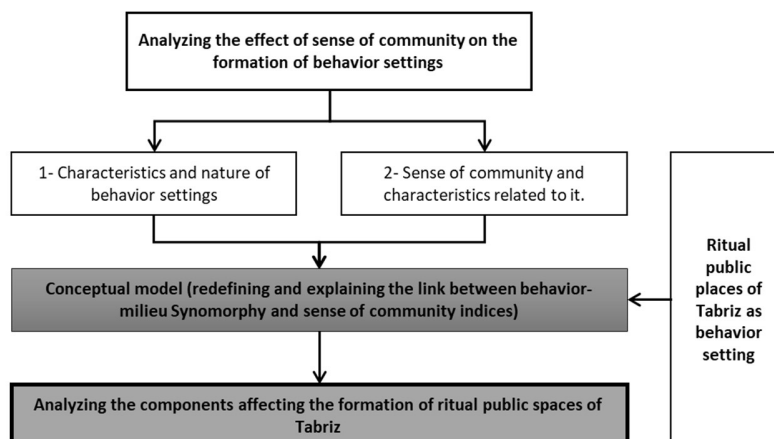 Analyzing the effect of sense of community on the
formation of behavior settings
1- Characteristics and nature of
behavior settings
2- Sense of community and
characteristics related to it.
Conceptual model (redefining and explaining the link between behavior-
milieu Synomorphy and sense of community indices)
Ritual
public
places of
Tabriz as
behavior
setting
Analyzing the components affecting the formation of ritual public spaces of
Tabriz